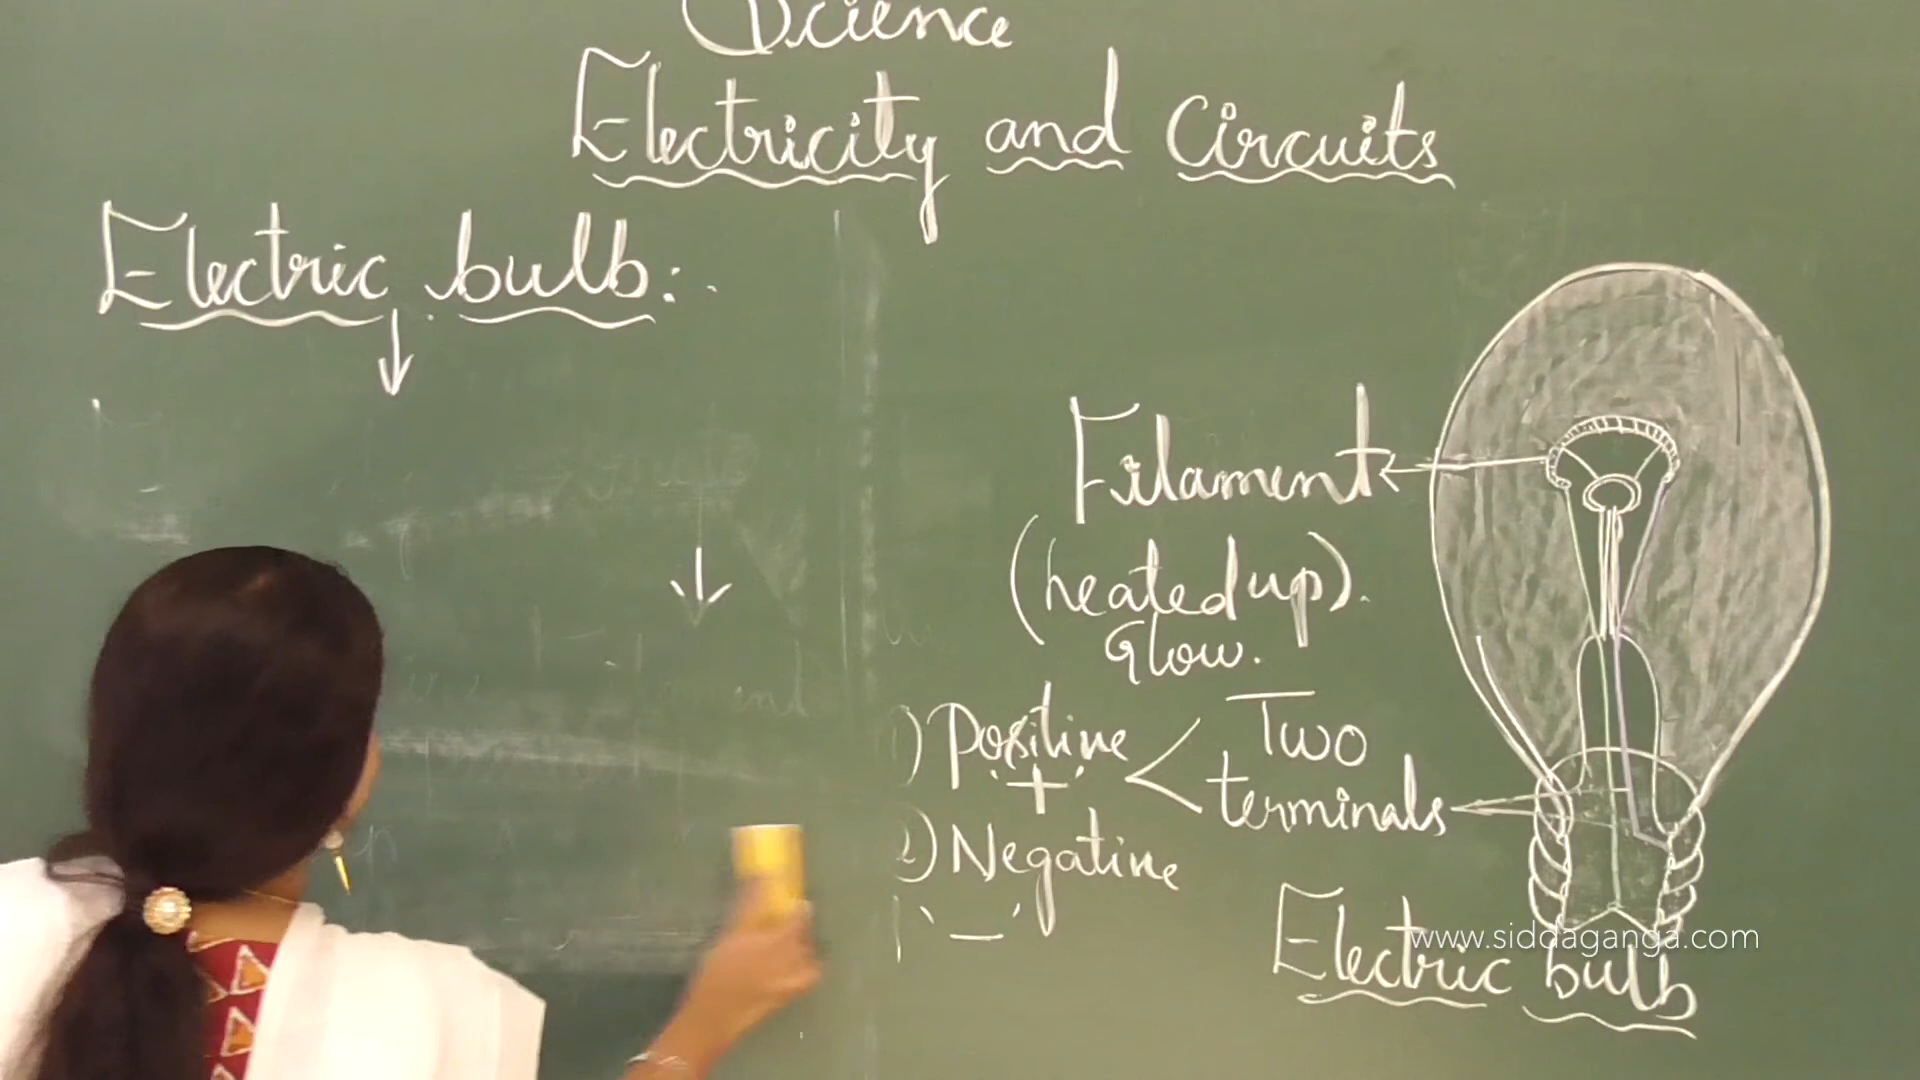 Science
Electricity and Circuits
Electric bulb:
Filament
(heated up).
Glow.
1) Positive
+
Two
terminals
2) Negative
-
Electric bulb
www.siddaganga.com